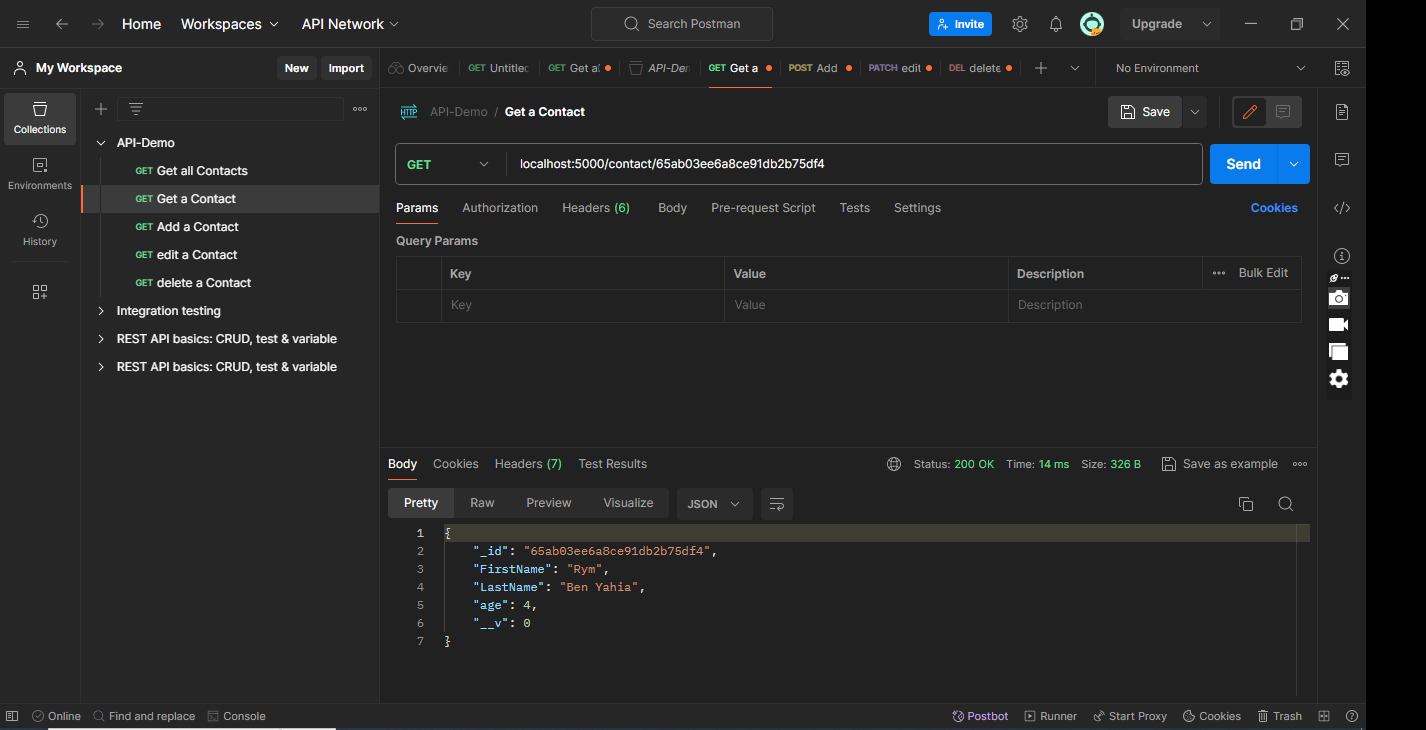 Home Workspaces API Network Search Postman Invite Upgrade
My Workspace New Import Overvie GET Untitled GET Get al API-Der GET Get a POST Add PATCH edit DEL delete No Environment
Collections
Environments
History
API-Demo
GET Get all Contacts
GET Get a Contact
GET Add a Contact
GET edit a Contact
GET delete a Contact
Integration testing
REST API basics: CRUD, test & variable
REST API basics: CRUD, test & variable
HTTP API-Demo / Get a Contact Save
GET localhost:5000/contact/65ab03ee6a8ce91db2b75df4 Send
Params Authorization Headers (6) Body Pre-request Script Tests Settings Cookies
Query Params
Key Value Description Bulk Edit
Key Value Description
Body Cookies Headers (7) Test Results Status: 200 OK Time: 14 ms Size: 326 B Save as example
Pretty Raw Preview Visualize JSON
1 {
2 "_id": "65ab03ee6a8ce91db2b75df4",
3 "FirstName": "Rym",
4 "LastName": "Ben Yahia",
5 "age": 4,
6 "__v": 0
7 }
Online Find and replace Console Postbot Runner Start Proxy Cookies Trash